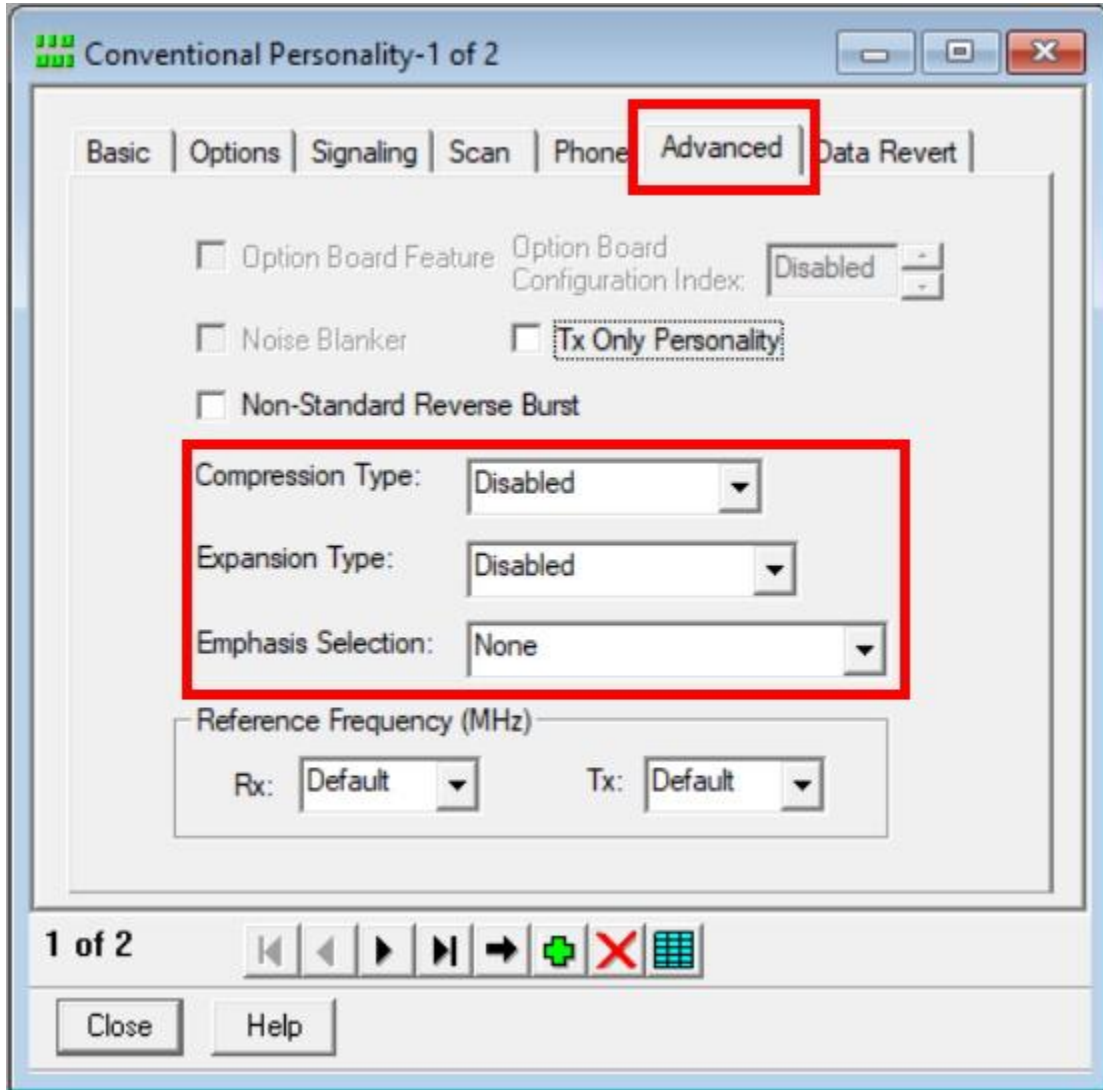 Conventional Personality-1 of 2
Basic Options Signaling Scan Phone Advanced Data Revert
Option Board Feature Option Board
Configuration Index: Disabled
Noise Blanker Tx Only Personality
Non-Standard Reverse Burst
Compression Type: Disabled
Expansion Type: Disabled
Emphasis Selection: None
Reference Frequency (MHz)
Rx: Default Tx: Default
1 of 2
Close Help